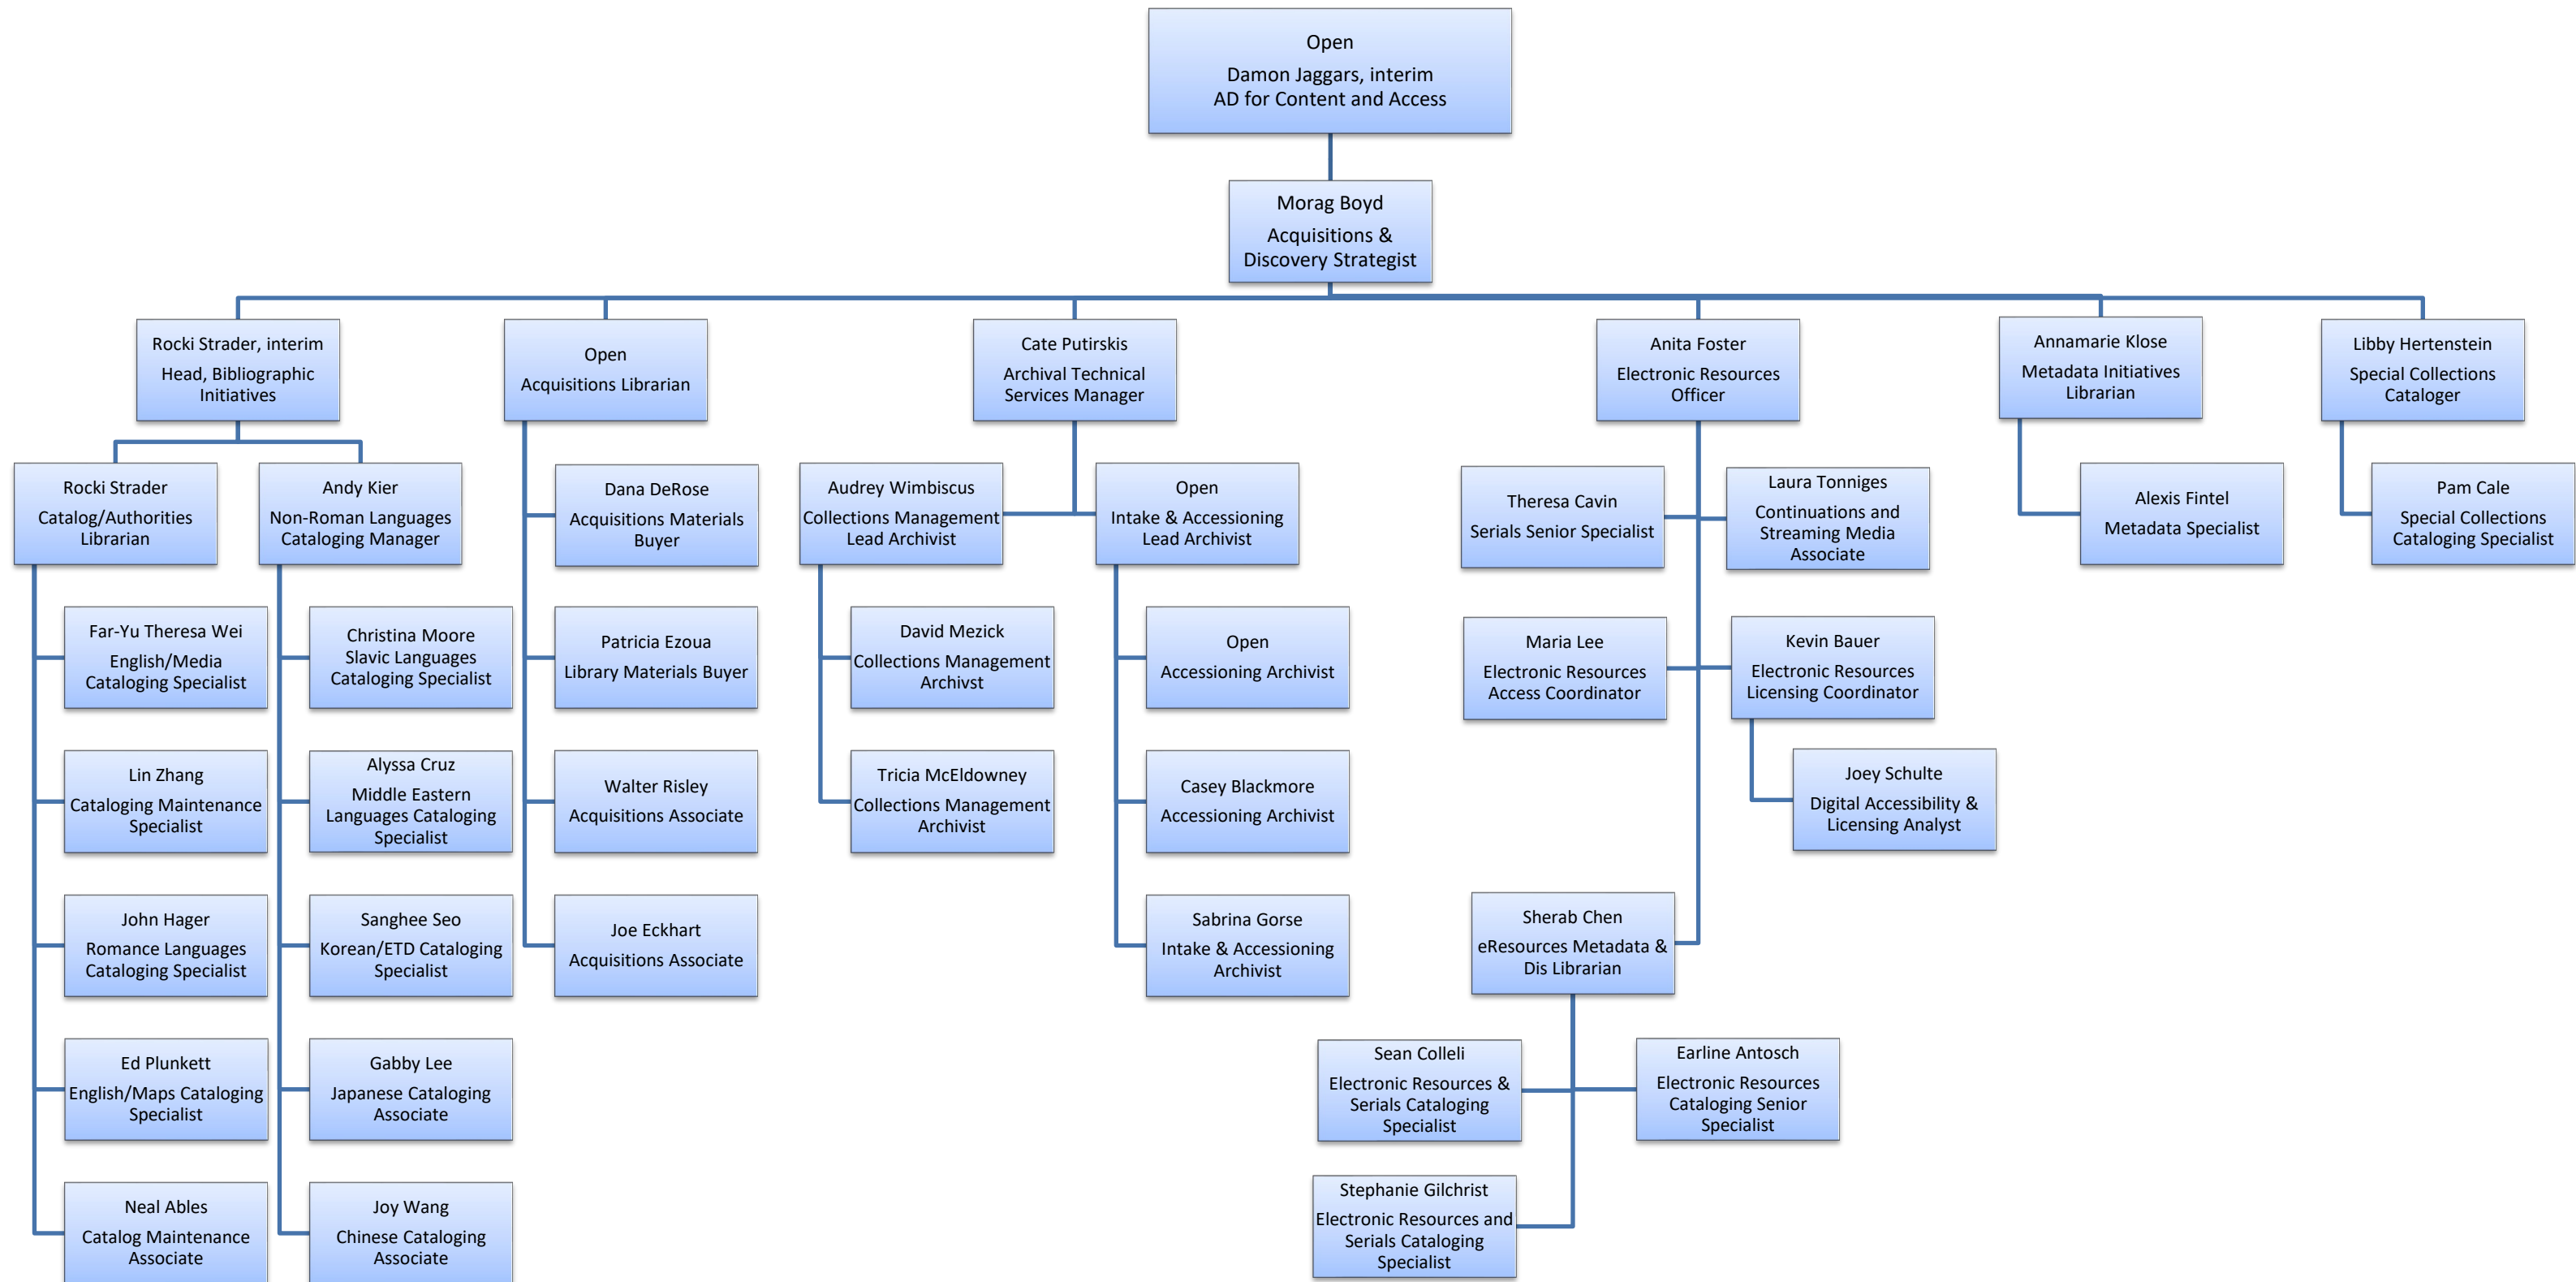 Open
Damon Jaggars, interim
AD for Content and Access
Morag Boyd
Acquisitions &
Discovery Strategist
Rocki Strader, interim
Head, Bibliographic
Initiatives
Open
Acquisitions Librarian
Cate Putirskis
Archival Technical
Services Manager
Anita Foster
Electronic Resources
Officer
Annamarie Klose
Metadata Initiatives
Librarian
Libby Hertenstein
Special Collections
Cataloger
Rocki Strader
Catalog/Authorities
Librarian
Andy Kier
Non-Roman Languages
Cataloging Manager
Dana DeRose
Acquisitions Materials
Buyer
Audrey Wimbiscus
Collections Management
Lead Archivist
Open
Intake & Accessioning
Lead Archivist
Theresa Cavin
Serials Senior Specialist
Laura Tonniges
Continuations and
Streaming Media
Associate
Alexis Fintel
Metadata Specialist
Pam Cale
Special Collections
Cataloging Specialist
Far-Yu Theresa Wei
English/Media
Cataloging Specialist
Christina Moore
Slavic Languages
Cataloging Specialist
Patricia Ezoua
Library Materials Buyer
David Mezick
Collections Management
Archivst
Open
Accessioning Archivist
Maria Lee
Electronic Resources
Access Coordinator
Kevin Bauer
Electronic Resources
Licensing Coordinator
Lin Zhang
Cataloging Maintenance
Specialist
Alyssa Cruz
Middle Eastern
Languages Cataloging
Specialist
Walter Risley
Acquisitions Associate
Tricia McEldowney
Collections Management
Archivist
Casey Blackmore
Accessioning Archivist
Joey Schulte
Digital Accessibility &
Licensing Analyst
John Hager
Romance Languages
Cataloging Specialist
Sanghee Seo
Korean/ETD Cataloging
Specialist
Joe Eckhart
Acquisitions Associate
Sabrina Gorse
Intake & Accessioning
Archivist
Sherab Chen
eResources Metadata &
Dis Librarian
Ed Plunkett
English/Maps Cataloging
Specialist
Gabby Lee
Japanese Cataloging
Associate
Sean Colleli
Electronic Resources &
Serials Cataloging
Specialist
Earline Antosch
Electronic Resources
Cataloging Senior
Specialist
Neal Ables
Catalog Maintenance
Associate
Joy Wang
Chinese Cataloging
Associate
Stephanie Gilchrist
Electronic Resources and
Serials Cataloging
Specialist